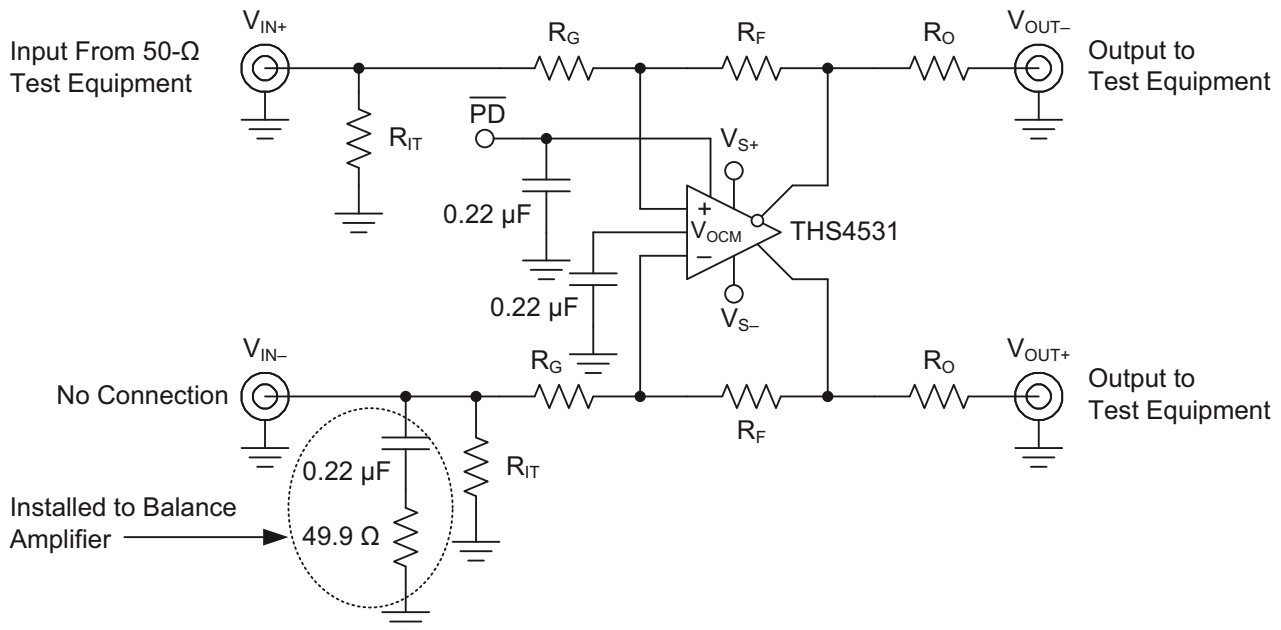 V_IN+
R_G
R_F
R_O
V_OUT–
Input From 50-Ω
Test Equipment
Output to
Test Equipment
PD
R_IT
V_S+
0.22 µF
+
V_OCM
–
THS4531
0.22 µF
V_S–
V_IN–
R_G
R_O
V_OUT+
No Connection
R_F
Output to
Test Equipment
0.22 µF
R_IT
Installed to Balance
Amplifier
49.9 Ω